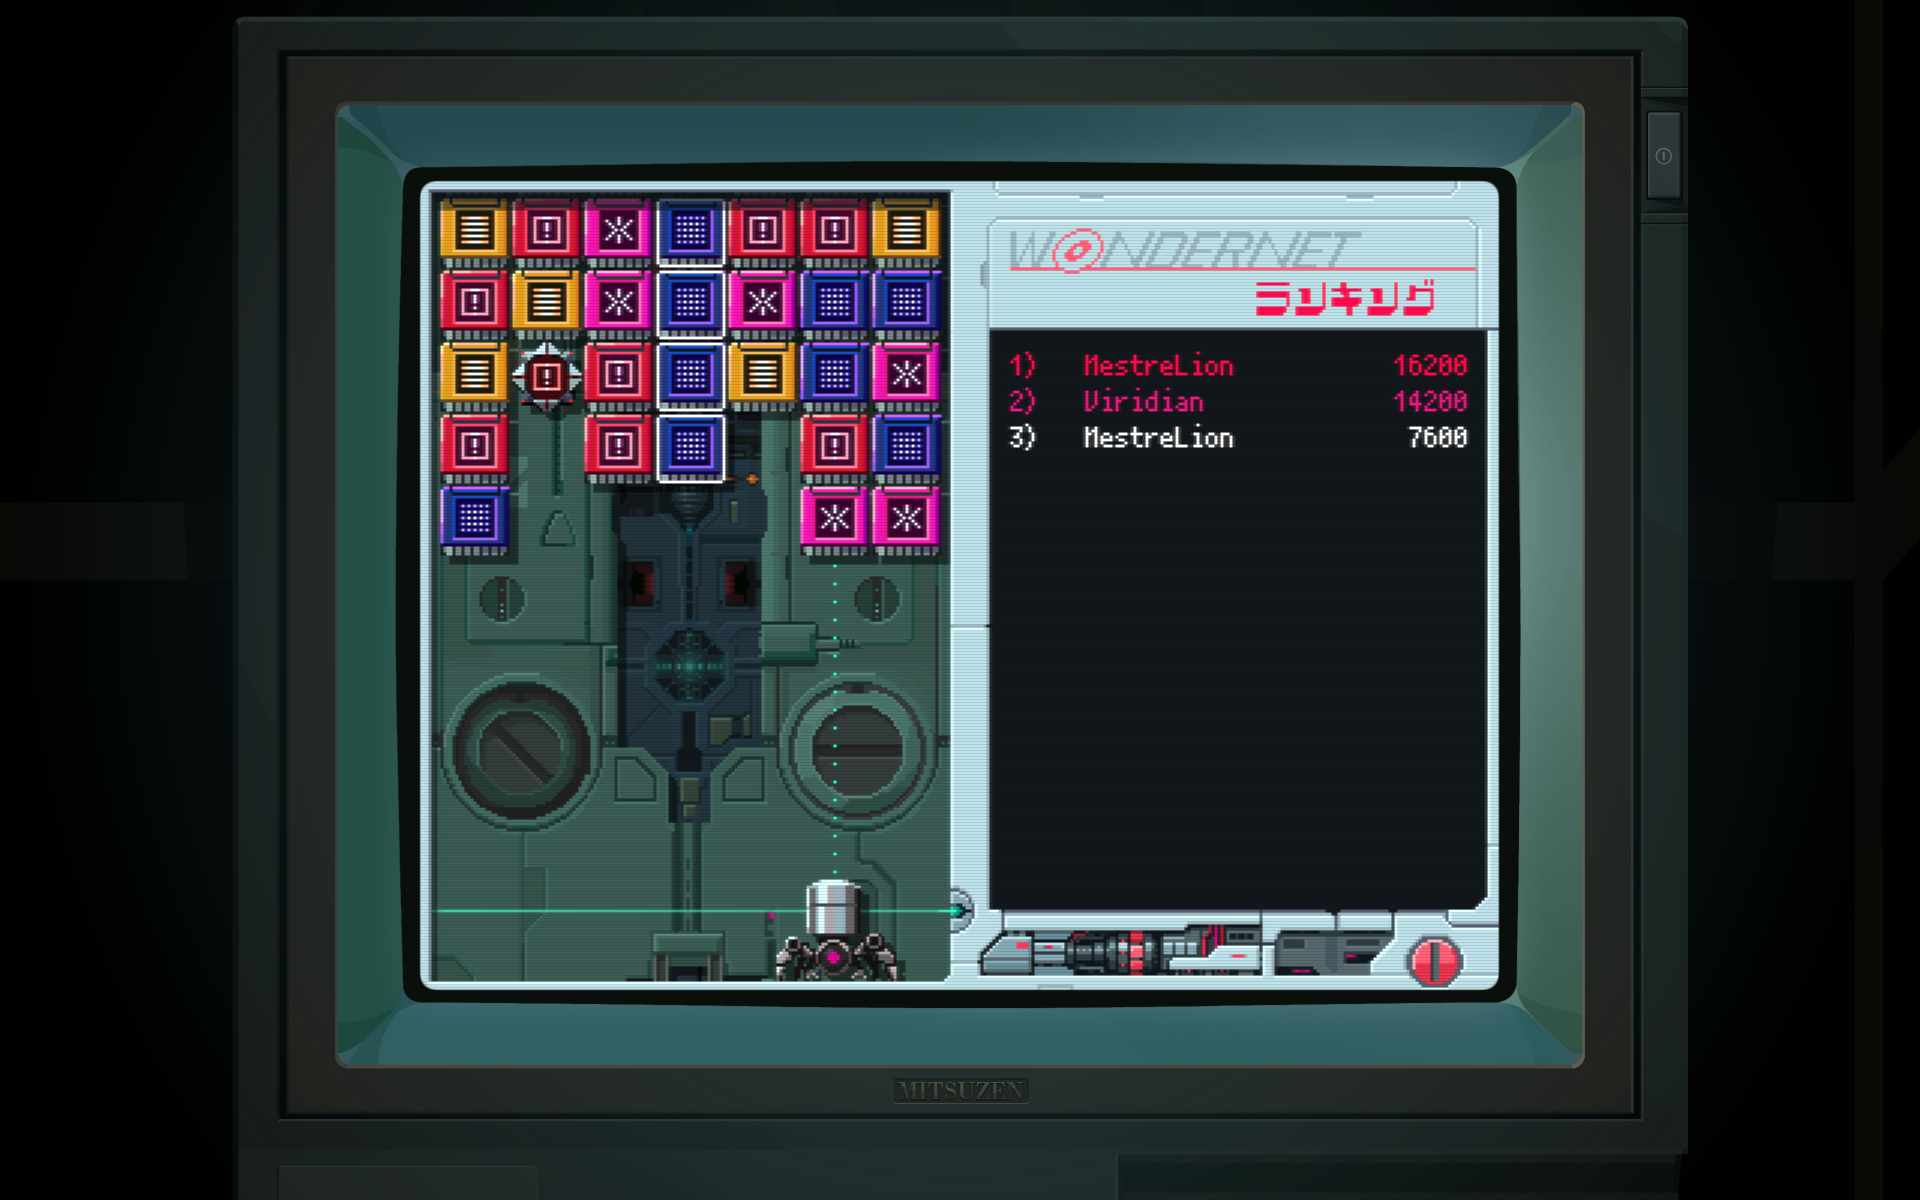 WONDERNET
ランキング
1) MestreLion 16200
2) Viridian 14200
3) MestreLion 7600
MITSUZEN